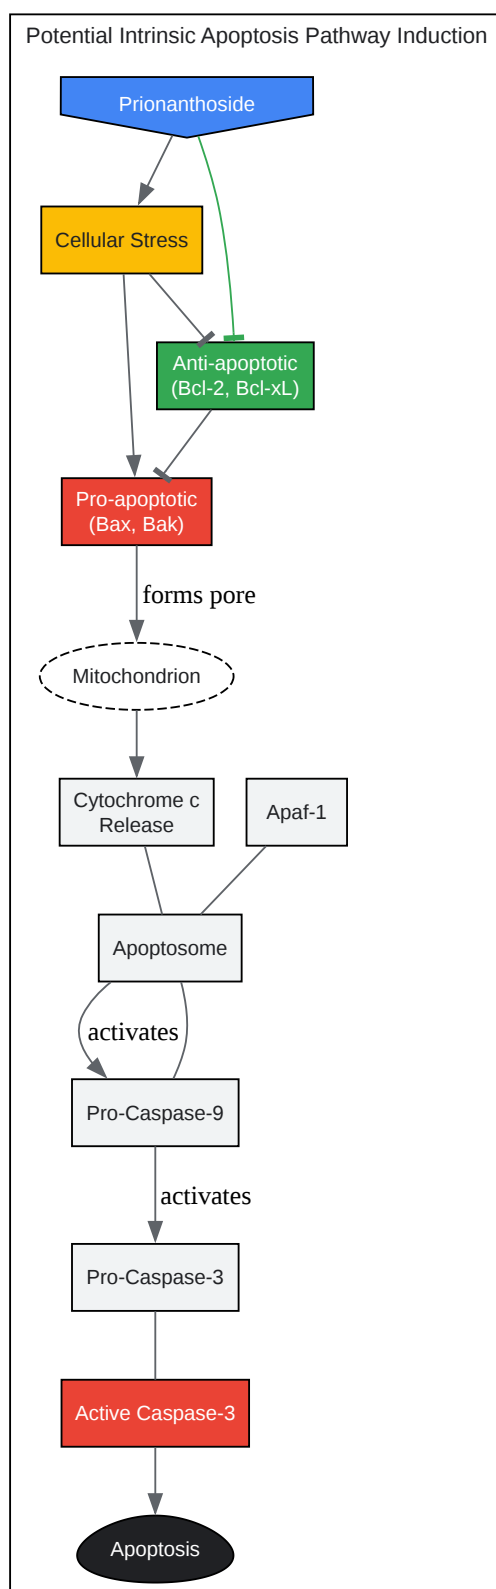 Potential Intrinsic Apoptosis Pathway Induction
Prionanthoside
Cellular Stress
Anti-apoptotic
(Bcl-2, Bcl-xL)
Pro-apoptotic
(Bax, Bak)
forms pore
Mitochondrion
Cytochrome c
Release
Apaf-1
Apoptosome
activates
Pro-Caspase-9
activates
Pro-Caspase-3
Active Caspase-3
Apoptosis